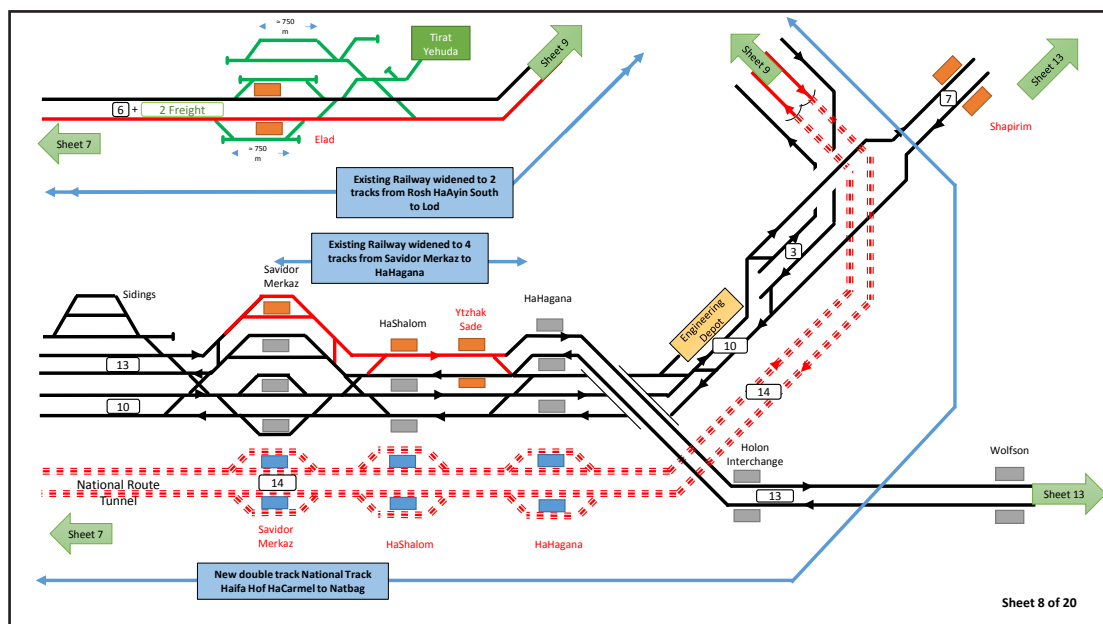 ≈ 750
m
Tirat
Yehuda
Sheet 9
Sheet 9
Sheet 13
6 + 2 Freight
7
Elad
Shapirim
Sheet 7
≈ 750
m
Existing Railway widened to 2
tracks from Rosh HaAyin South
to Lod
Existing Railway widened to 4
tracks from Savidor Merkaz to
HaHagana
3
Sidings
Savidor
Merkaz
HaShalom
Ytzhak
Sade
HaHagana
Engineering
Depot
13
10
10
14
Holon
Interchange
Wolfson
National Route
Tunnel
14
13
Sheet 13
Sheet 7
Savidor
Merkaz
HaShalom
HaHagana
New double track National Track
Haifa Hof HaCarmel to Natbag
Sheet 8 of 20